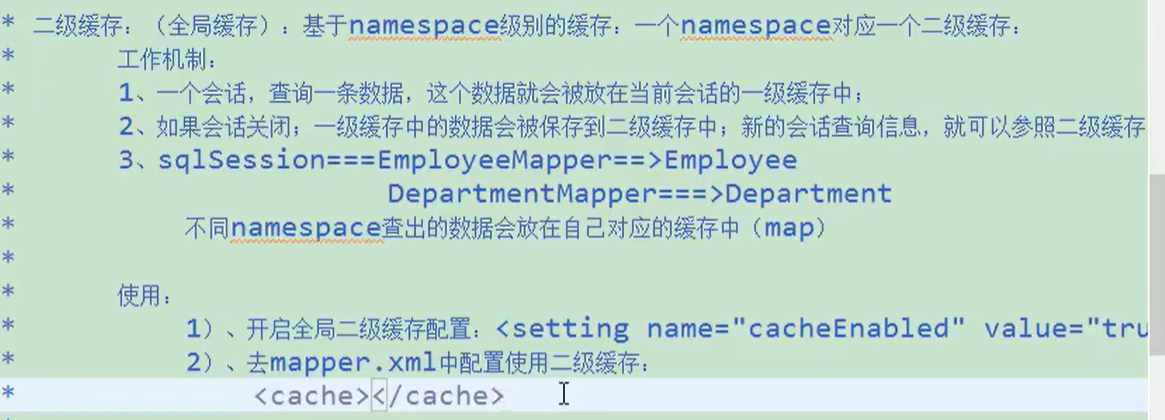 * 二级缓存：（全局缓存）：基于namespace级别的缓存：一个namespace对应一个二级缓存：
* 工作机制：
* 1、一个会话，查询一条数据，这个数据就会被放在当前会话的一级缓存中；
* 2、如果会话关闭；一级缓存中的数据会被保存到二级缓存中；新的会话查询信息，就可以参照二级缓存
* 3、sqlSession===EmployeeMapper==>Employee
* DepartmentMapper===>Department
* 不同namespace查出的数据会放在自己对应的缓存中（map）
*
* 使用：
* 1）、开启全局二级缓存配置：<setting name="cacheEnabled" value="tru
* 2）、去mapper.xml中配置使用二级缓存：
* <cache></cache>